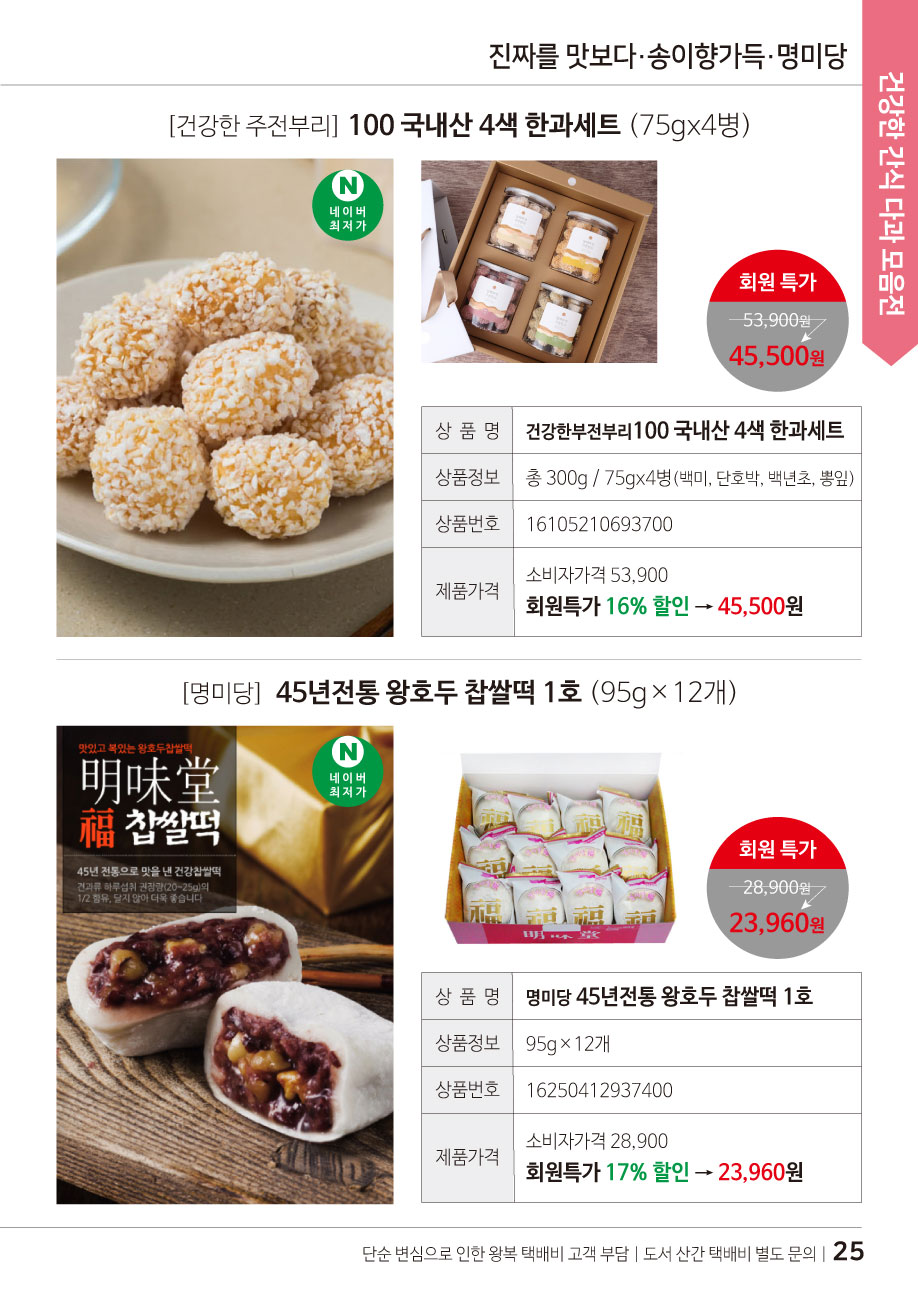 진짜를 맛보다·송이향가득·명미당
건강한 간식 다과 모음전
[건강한 주전부리] 100 국내산 4색 한과세트 (75gx4병)
N
네이버
최저가
회원 특가
53,900원
45,500원
상 품 명 건강한부전부리100 국내산 4색 한과세트
상품정보 총 300g / 75gx4병(백미, 단호박, 백년초, 뽕잎)
상품번호 16105210693700
제품가격 소비자가격 53,900
회원특가 16% 할인 → 45,500원
[명미당] 45년전통 왕호두 찹쌀떡 1호 (95g×12개)
맛있고 복있는 왕호두찹쌀떡
明味堂
福 찹쌀떡
45년 전통으로 맛을 낸 건강찹쌀떡
견과류 하루섭취 권장량(20~25g)의
1/2 함유, 달지 않아 더욱 좋습니다
N
네이버
최저가
福 福 福 福
福 福 福 福
福 福 福 福
明味堂
회원 특가
28,900원
23,960원
상 품 명 명미당 45년전통 왕호두 찹쌀떡 1호
상품정보 95g×12개
상품번호 16250412937400
제품가격 소비자가격 28,900
회원특가 17% 할인 → 23,960원
단순 변심으로 인한 왕복 택배비 고객 부담 | 도서 산간 택배비 별도 문의 | 25